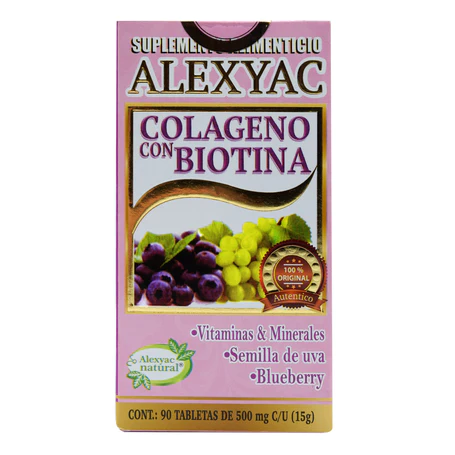 SUPLEMENTO ALIMENTICIO
ALEXYAC
COLAGENO
CON BIOTINA
100 %
ORIGINAL
Autentico
•Vitaminas & Minerales
•Semilla de uva
•Blueberry
Alexyac
natural®
CONT.: 90 TABLETAS DE 500 mg C/U (15g)